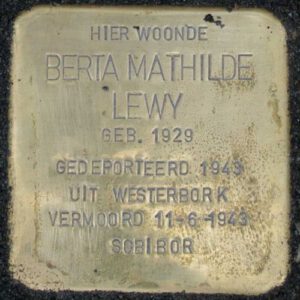 HIER WOONDE
BERTA MATHILDE
LEWY
GEB. 1929
GEDEPORTEERD 1943
UIT WESTERBORK
VERMOORD 11-6-1943
SOBIBOR